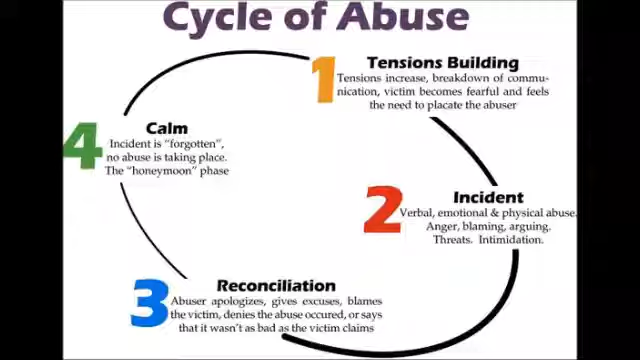 Cycle of Abuse
1
Tensions Building
Tensions increase, breakdown of commu-
nication, victim becomes fearful and feels
the need to placate the abuser
2
Incident
Verbal, emotional & physical abuse.
Anger, blaming, arguing.
Threats. Intimidation.
3
Reconciliation
Abuser apologizes, gives excuses, blames
the victim, denies the abuse occured, or says
that it wasn't as bad as the victim claims
4
Calm
Incident is "forgotten",
no abuse is taking place.
The "honeymoon" phase